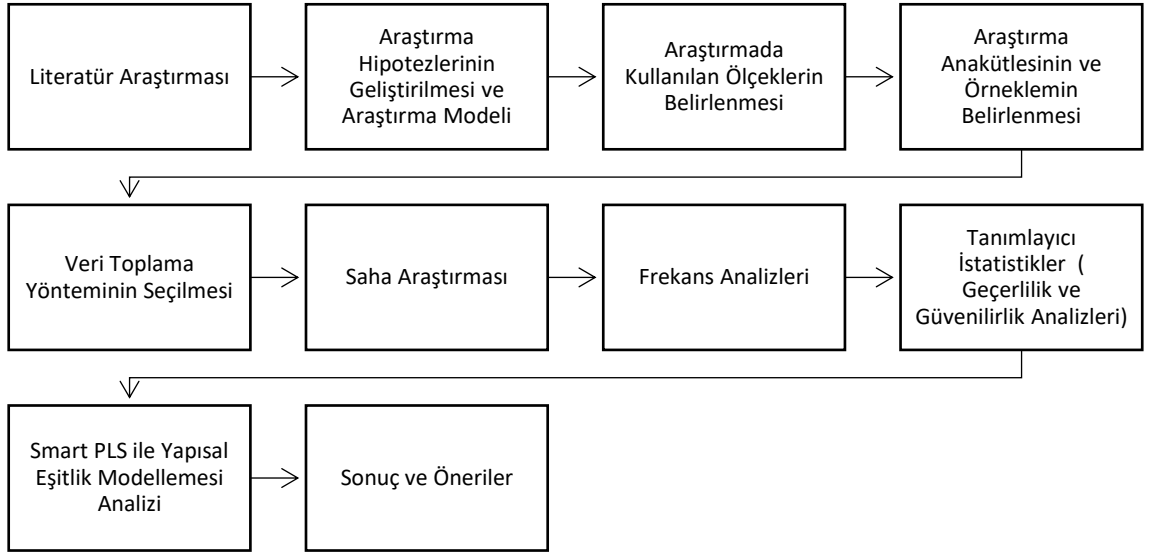 Literatür Araştırması
Araştırma
Hipotezlerinin
Geliştirilmesi ve
Araştırma Modeli
Araştırmada
Kullanılan Ölçeklerin
Belirlenmesi
Araştırma
Anakütlesinin ve
Örneklemin
Belirlenmesi
Veri Toplama
Yönteminin Seçilmesi
Saha Araştırması
Frekans Analizleri
Tanımlayıcı
İstatistikler (
Geçerlilik ve
Güvenilirlik Analizleri)
Smart PLS ile Yapısal
Eşitlik Modellemesi
Analizi
Sonuç ve Öneriler